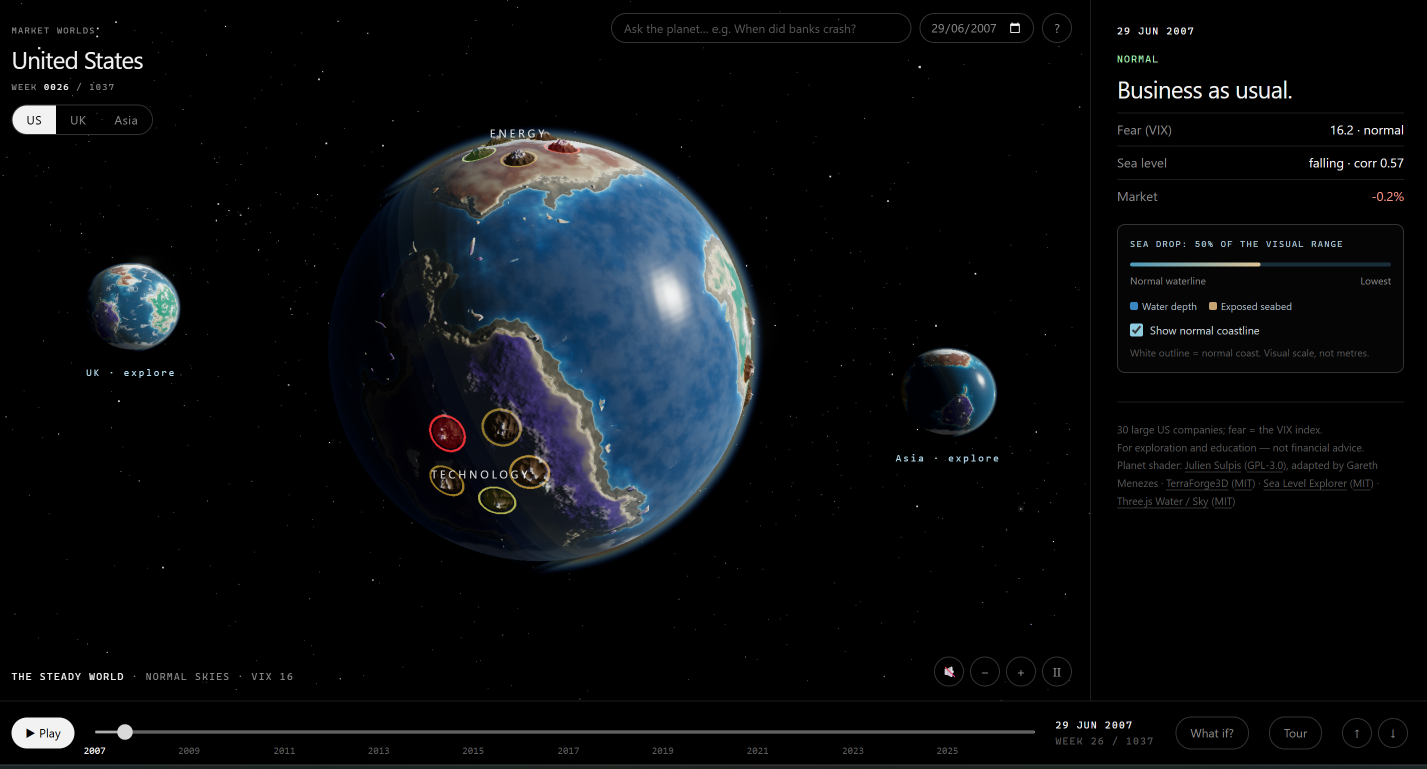 MARKET WORLDS
United States
WEEK 0026 / 1037
US UK Asia
Ask the planet... e.g. When did banks crash?
29/06/2007
?
ENERGY
TECHNOLOGY
UK · explore
Asia · explore
THE STEADY WORLD · NORMAL SKIES · VIX 16
− + II
29 JUN 2007
NORMAL
Business as usual.
Fear (VIX) 16.2 · normal
Sea level falling · corr 0.57
Market -0.2%
SEA DROP: 50% OF THE VISUAL RANGE
Normal waterline Lowest
Water depth Exposed seabed
Show normal coastline
White outline = normal coast. Visual scale, not metres.
30 large US companies; fear = the VIX index.
For exploration and education — not financial advice.
Planet shader: Julien Sulpis (GPL-3.0), adapted by Gareth
Menezes · TerraForge3D (MIT) · Sea Level Explorer (MIT) ·
Three.js Water / Sky (MIT)
▶ Play
2007 2009 2011 2013 2015 2017 2019 2021 2023 2025
29 JUN 2007
WEEK 26 / 1037
What if? Tour ↑ ↓